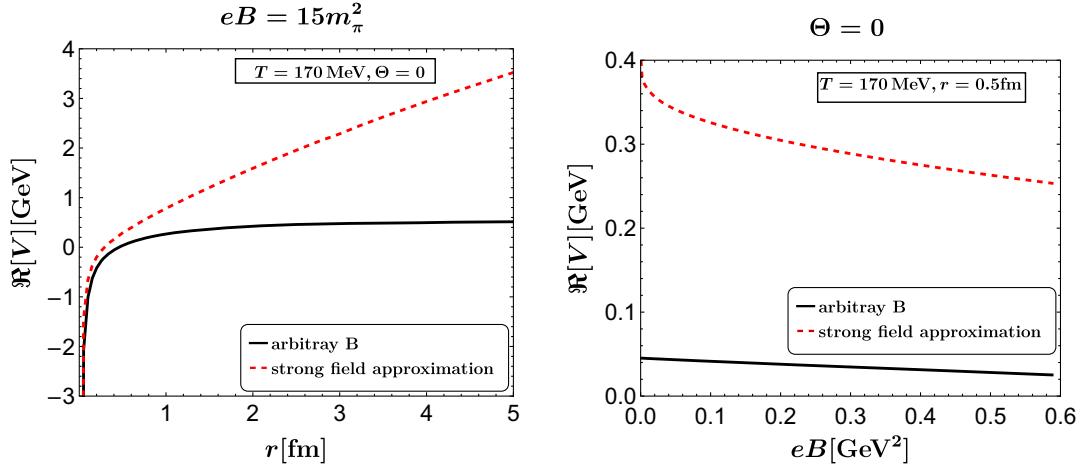 eB = 15m_π^2
T = 170 MeV, Θ = 0
ℜ[V][GeV]
4
3
2
1
0
−1
−2
−3
arbitray B
strong field approximation
1
2
3
4
5
r[fm]
Θ = 0
T = 170 MeV, r = 0.5fm
ℜ[V][GeV]
0.4
0.3
0.2
0.1
0.0
arbitray B
strong field approximation
0.0
0.1
0.2
0.3
0.4
0.5
0.6
eB[GeV²]